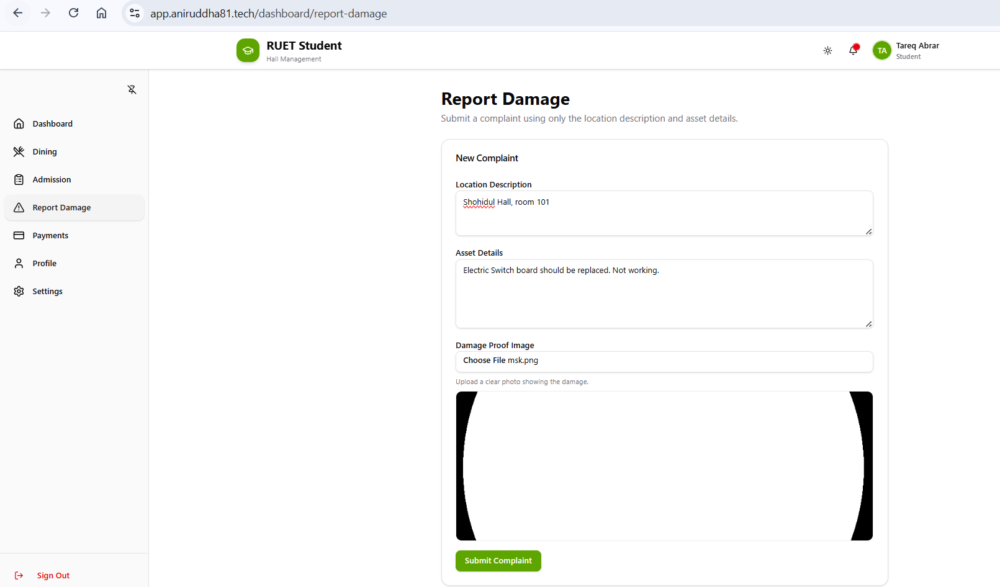 app.aniruddha81.tech/dashboard/report-damage
RUET Student
Hall Management
TA
Tareq Abrar
Student
Dashboard
Dining
Admission
Report Damage
Payments
Profile
Settings
Sign Out
Report Damage
Submit a complaint using only the location description and asset details.
New Complaint
Location Description
Shohidul Hall, room 101
Asset Details
Electric Switch board should be replaced. Not working.
Damage Proof Image
Choose File msk.png
Upload a clear photo showing the damage.
Submit Complaint